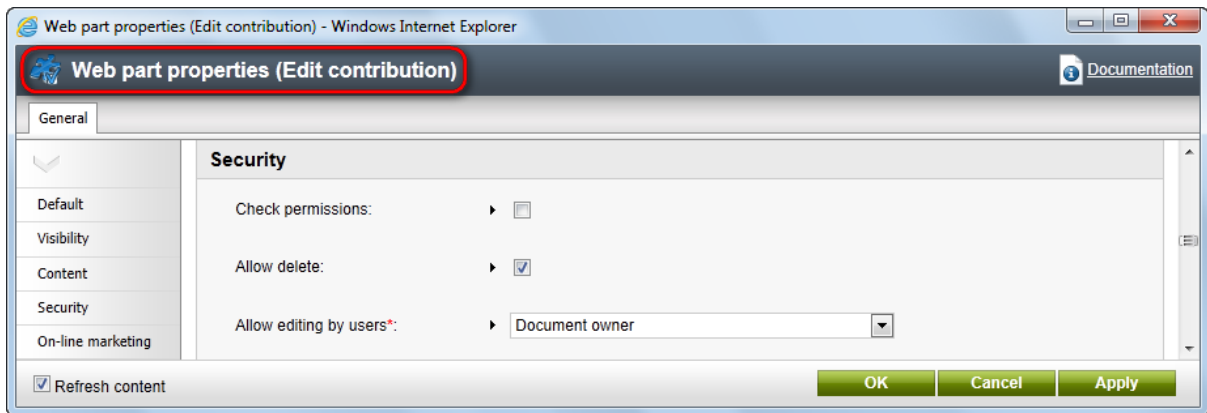 Web part properties (Edit contribution) - Windows Internet Explorer
Web part properties (Edit contribution)
Documentation
General
Security
Default
Check permissions:
Visibility
Content
Allow delete:
Security
Allow editing by users*:
Document owner
On-line marketing
Refresh content
OK
Cancel
Apply